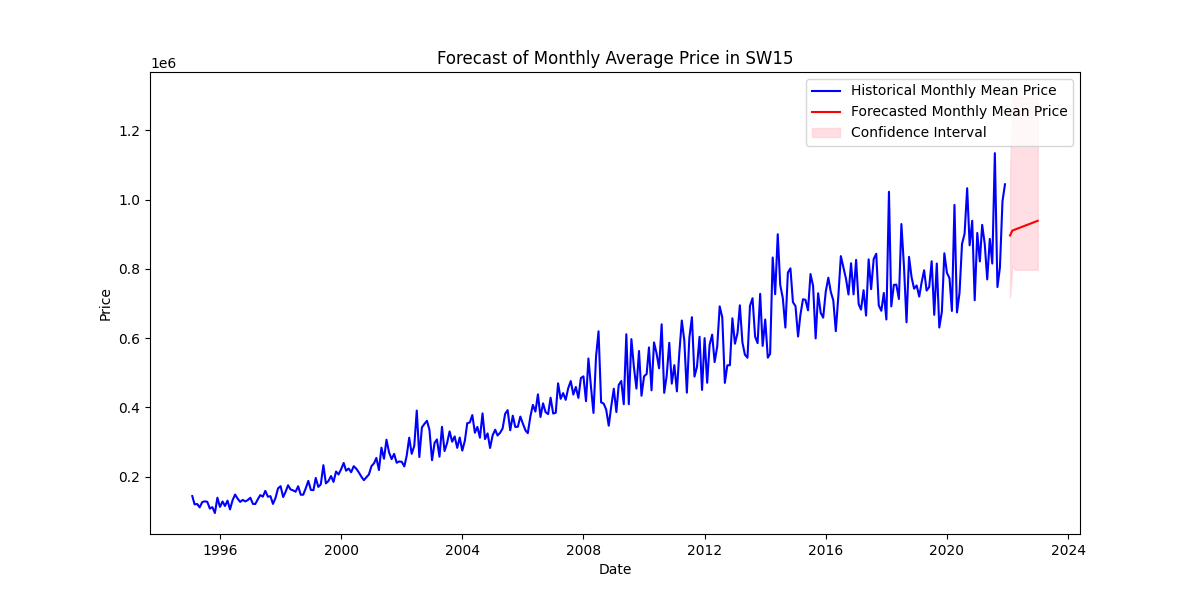 Forecast of Monthly Average Price in SW15
1e6
Historical Monthly Mean Price
Forecasted Monthly Mean Price
Confidence Interval
1.2
1.0
0.8
0.6
0.4
0.2
Price
1996 2000 2004 2008 2012 2016 2020 2024
Date